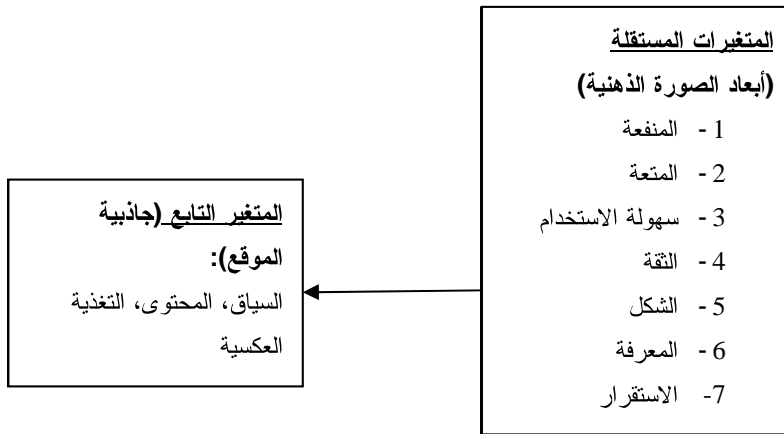 المتغيرات المستقلة
(أبعاد الصورة الذهنية)
1- المنفعة
2- المتعة
3- سهولة الاستخدام
4- الثقة
5- الشكل
6- المعرفة
7- الاستقرار
المتغير التابع (جاذبية
الموقع):
السياق، المحتوى، التغذية
العكسية